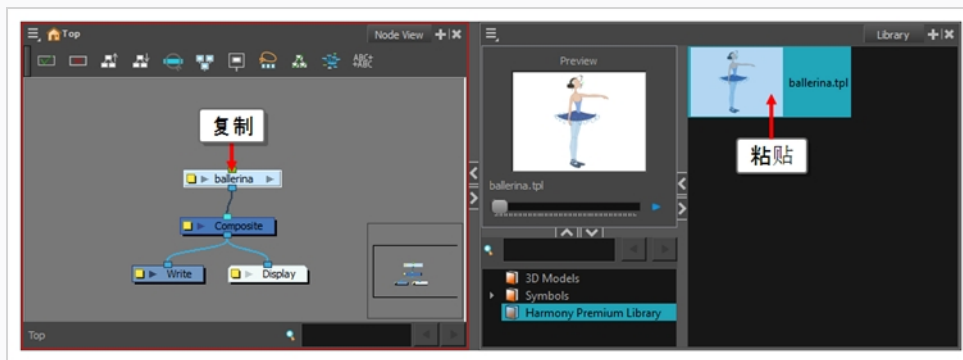 Top
Node View
ABC+
+ABC
复制
ballerina
Composite
Write
Display
Top
Library
Preview
ballerina.tpl
3D Models
Symbols
Harmony Premium Library
ballerina.tpl
粘贴